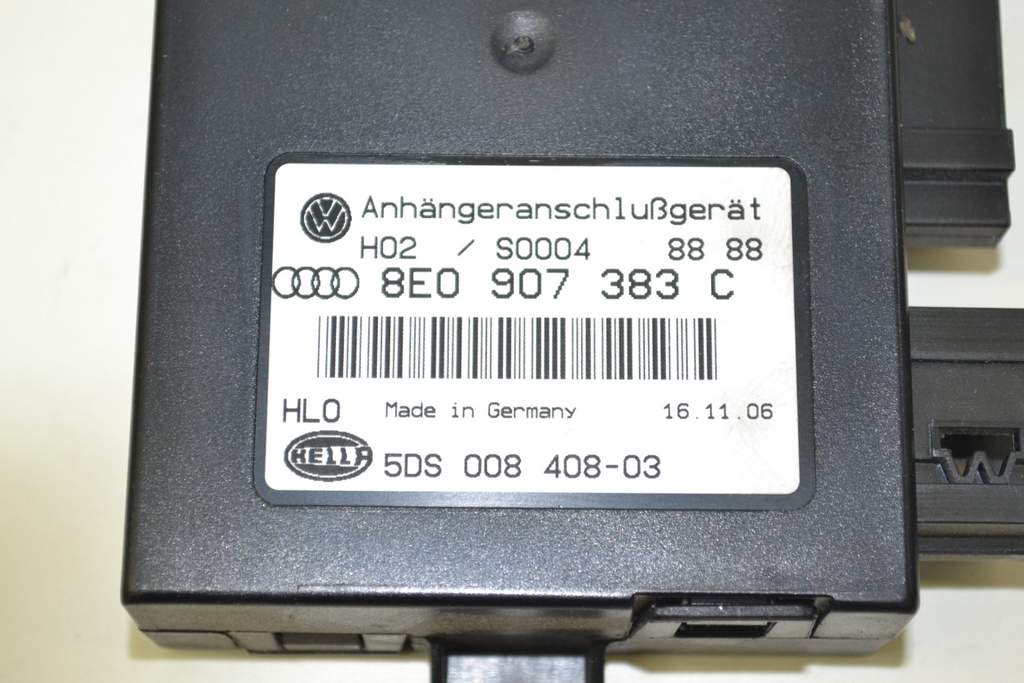 Anhängeranschlußgerät
H02 / S0004 88 88
8E0 907 383 C
HLO Made in Germany 16.11.06
HELLA 5DS 008 408-03